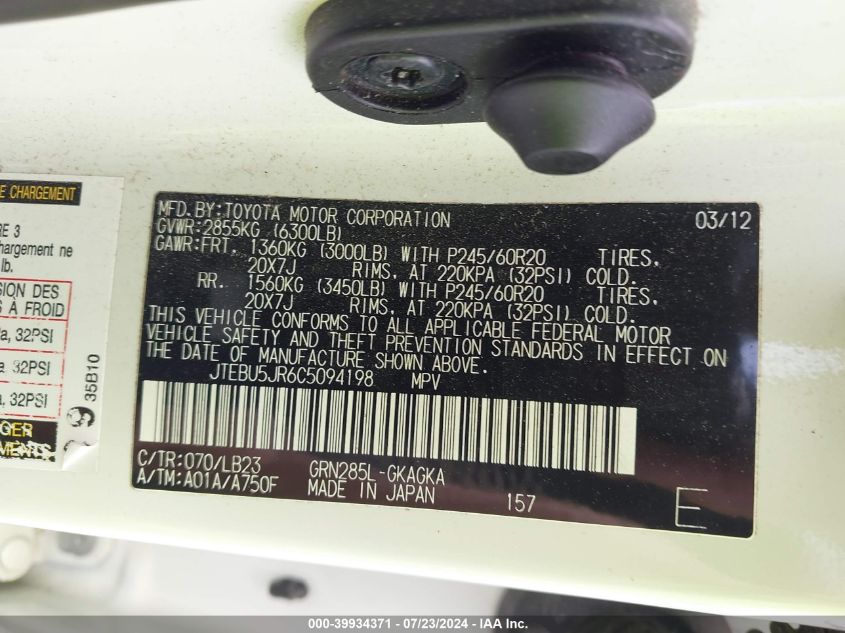 E CHARGEMENT
RE 3
hargement ne
lb.
SION DES
S À FROID
a, 32PSI
a 32PSI
a, 32PSI
GER
MENTS
35B10
MFD. BY:TOYOTA MOTOR CORPORATION 03/12
GVWR:2855KG (6300LB)
GAWR:FRT. 1360KG (3000LB) WITH P245/60R20 TIRES,
20X7J RIMS, AT 220KPA (32PSI) COLD.
RR. 1560KG (3450LB) WITH P245/60R20 TIRES,
20X7J RIMS, AT 220KPA (32PSI) COLD.
THIS VEHICLE CONFORMS TO ALL APPLICABLE FEDERAL MOTOR
VEHICLE SAFETY AND THEFT PREVENTION STANDARDS IN EFFECT ON
THE DATE OF MANUFACTURE SHOWN ABOVE.
JTEBU5JR6C5094198 MPV
C/TR:070/LB23 GRN285L-GKAGKA
A/TM:A01A/A750F MADE IN JAPAN 157 E
000-39934371 - 07/23/2024 - IAA Inc.